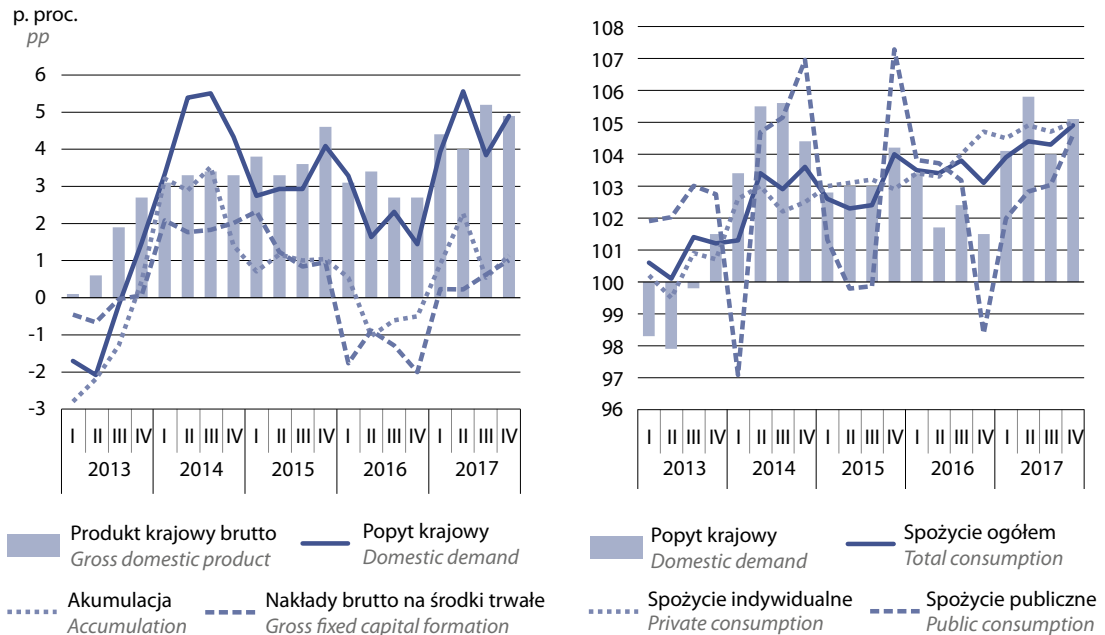 p. proc.
pp
6
5
4
3
2
1
0
-1
-2
-3
I II III IV I II III IV I II III IV I II III IV I II III IV
2013 2014 2015 2016 2017
Produkt krajowy brutto
Gross domestic product
Popyt krajowy
Domestic demand
Akumulacja
Accumulation
Nakłady brutto na środki trwałe
Gross fixed capital formation
108
107
106
105
104
103
102
101
100
99
98
97
96
I II III IV I II III IV I II III IV I II III IV I II III IV
2013 2014 2015 2016 2017
Popyt krajowy
Domestic demand
Spożycie ogółem
Total consumption
Spożycie indywidualne
Private consumption
Spożycie publiczne
Public consumption